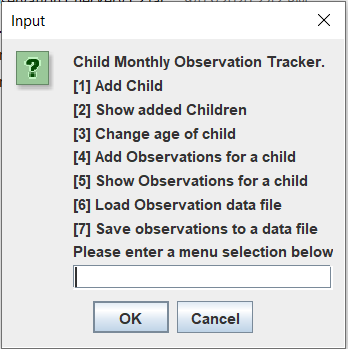 Input
Child Monthly Observation Tracker.
[1] Add Child
[2] Show added Children
[3] Change age of child
[4] Add Observations for a child
[5] Show Observations for a child
[6] Load Observation data file
[7] Save observations to a data file
Please enter a menu selection below
OK
Cancel